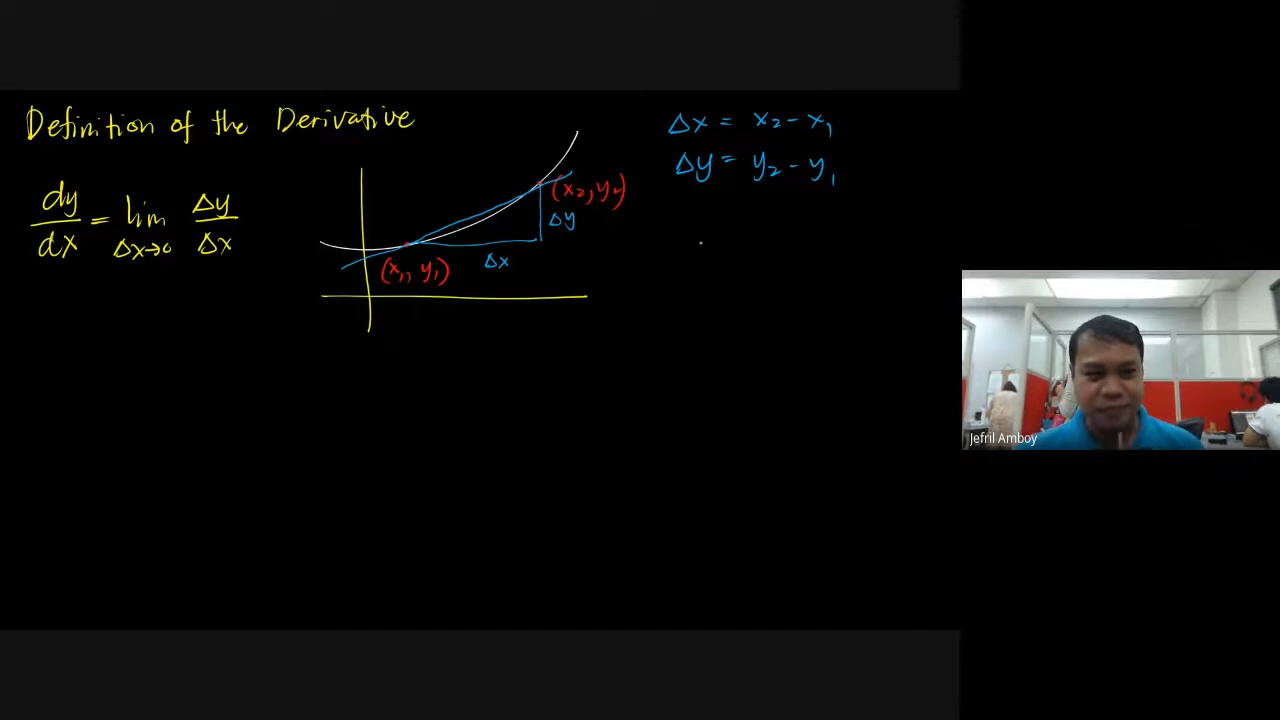 Definition of the Derivative
dy/dx = lim Δx→0 Δy/Δx
(x₁, y₁)
Δx
Δy
(x₂, y₂)
Δx = x₂ - x₁
Δy = y₂ - y₁
Jefril Amboy